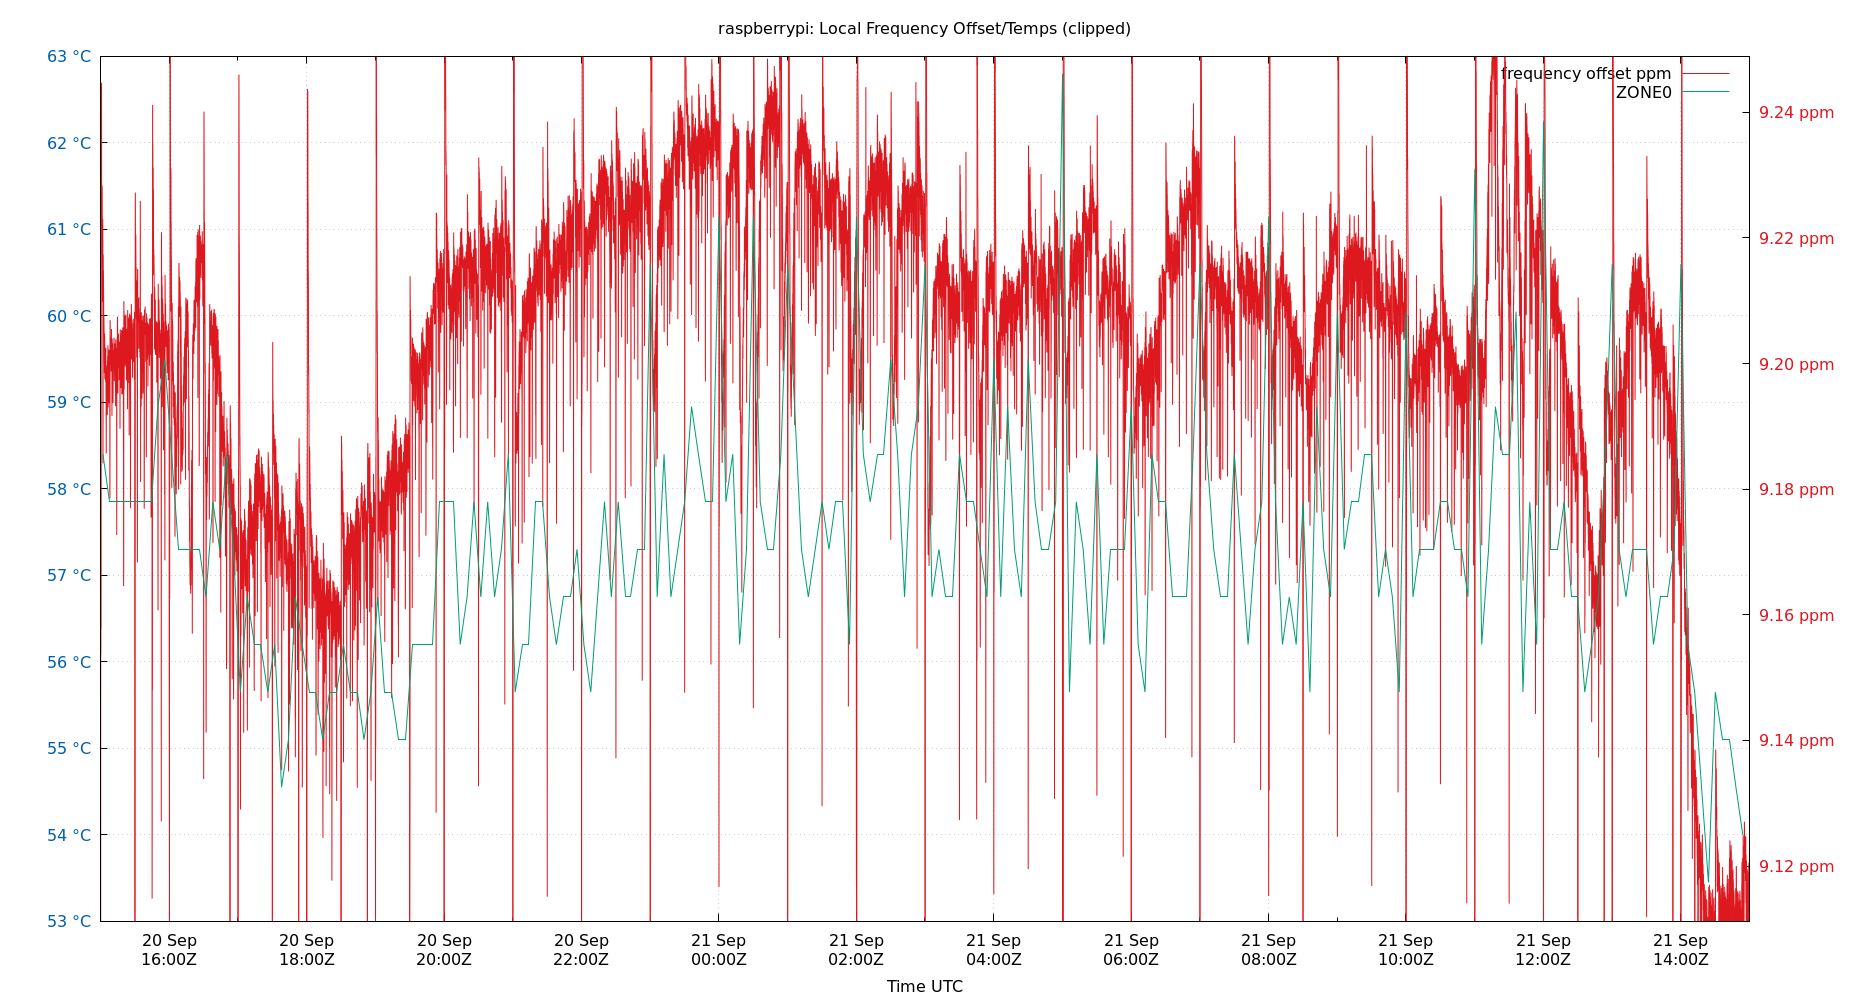 raspberrypi: Local Frequency Offset/Temps (clipped)
63 °C
62 °C
61 °C
60 °C
59 °C
58 °C
57 °C
56 °C
55 °C
54 °C
53 °C
frequency offset ppm
ZONE0
9.24 ppm
9.22 ppm
9.20 ppm
9.18 ppm
9.16 ppm
9.14 ppm
9.12 ppm
20 Sep 20 Sep 20 Sep 20 Sep 21 Sep 21 Sep 21 Sep 21 Sep 21 Sep 21 Sep 21 Sep 21 Sep
16:00Z 18:00Z 20:00Z 22:00Z 00:00Z 02:00Z 04:00Z 06:00Z 08:00Z 10:00Z 12:00Z 14:00Z
Time UTC